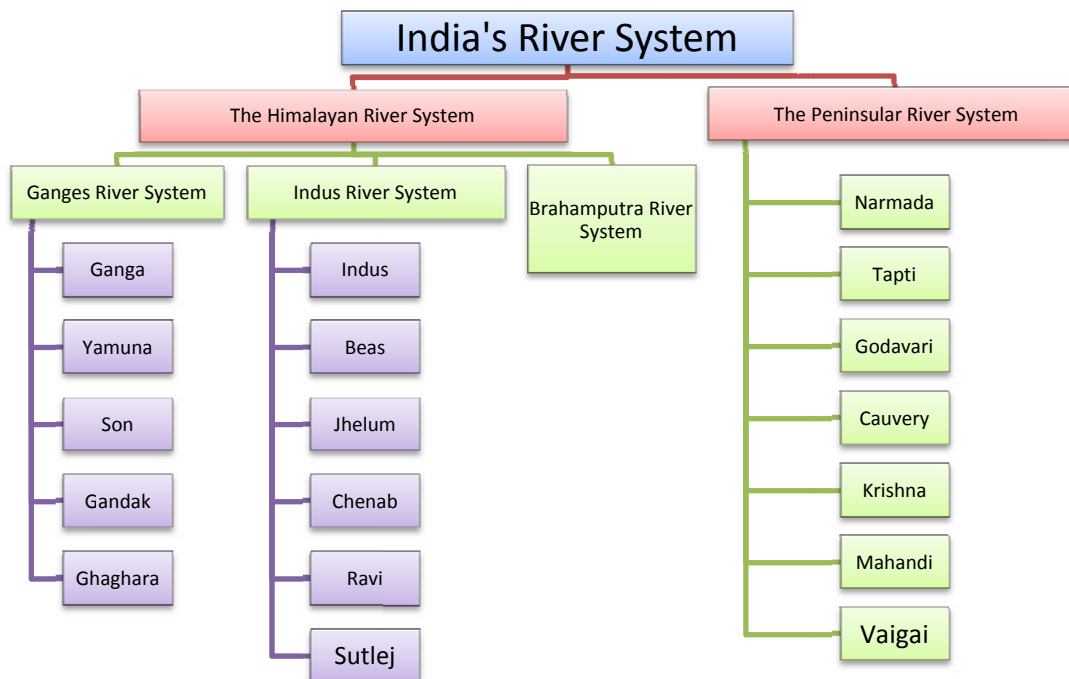 India's River System
The Himalayan River System
The Peninsular River System
Ganges River System
Indus River System
Brahamputra River
System
Ganga
Yamuna
Son
Gandak
Ghaghara
Indus
Beas
Jhelum
Chenab
Ravi
Sutlej
Narmada
Tapti
Godavari
Cauvery
Krishna
Mahandi
Vaigai